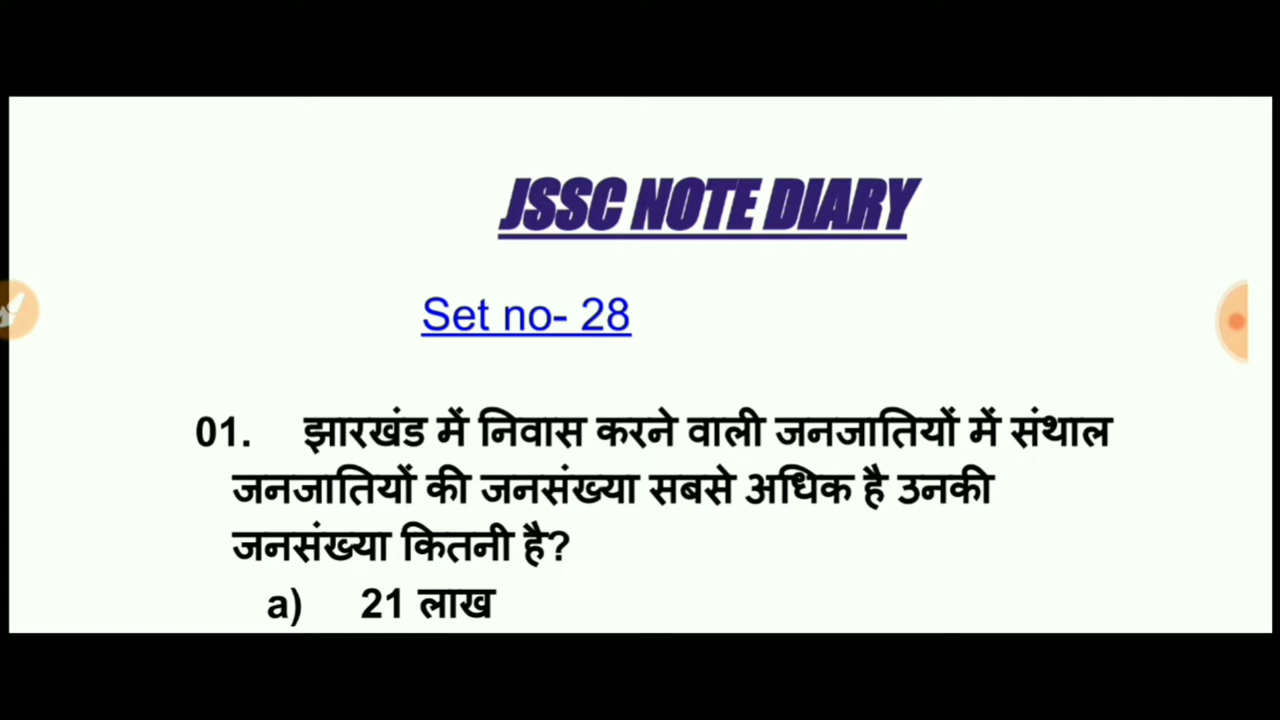 JSSC NOTE DIARY
Set no- 28
01. झारखंड में निवास करने वाली जनजातियों में संथाल
जनजातियों की जनसंख्या सबसे अधिक है उनकी
जनसंख्या कितनी है?
a) 21 लाख